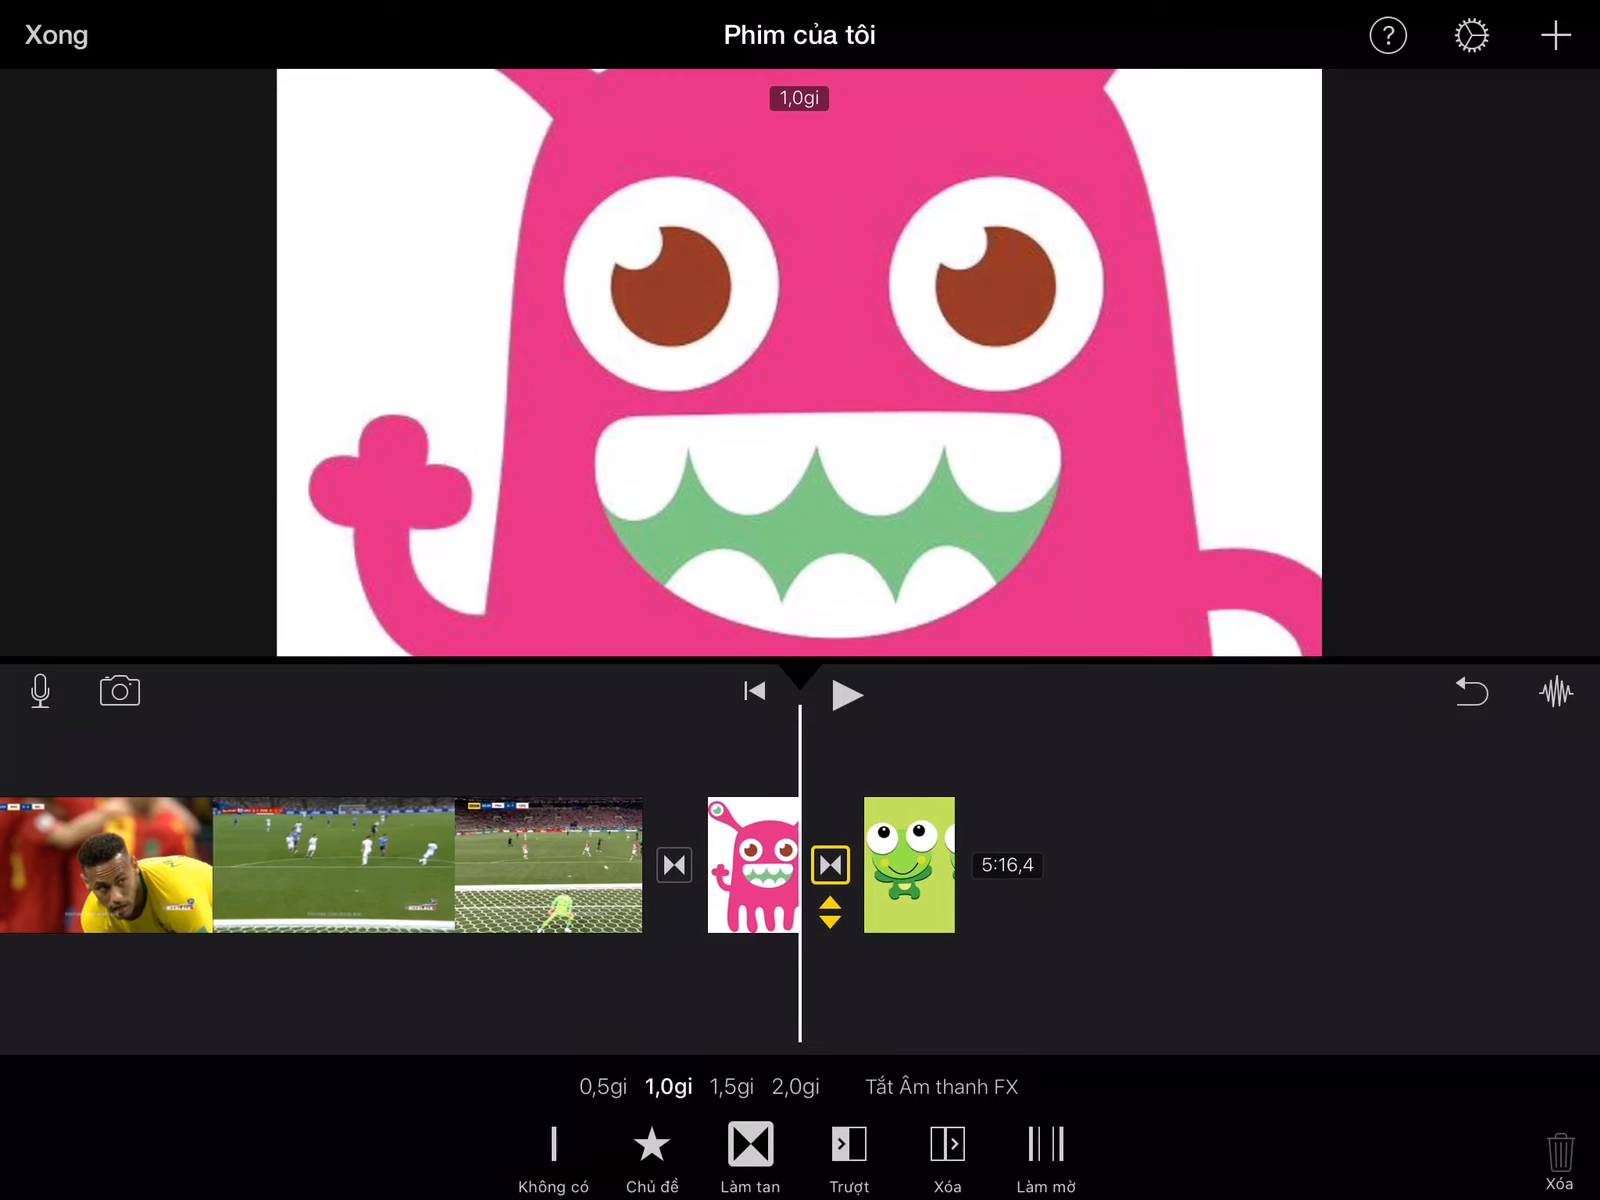 Xong
Phim của tôi
?
1,0gi
5:16,4
0,5gi 1,0gi 1,5gi 2,0gi Tắt Âm thanh FX
Không có Chủ đề Làm tan Trượt Xóa Làm mờ Xóa